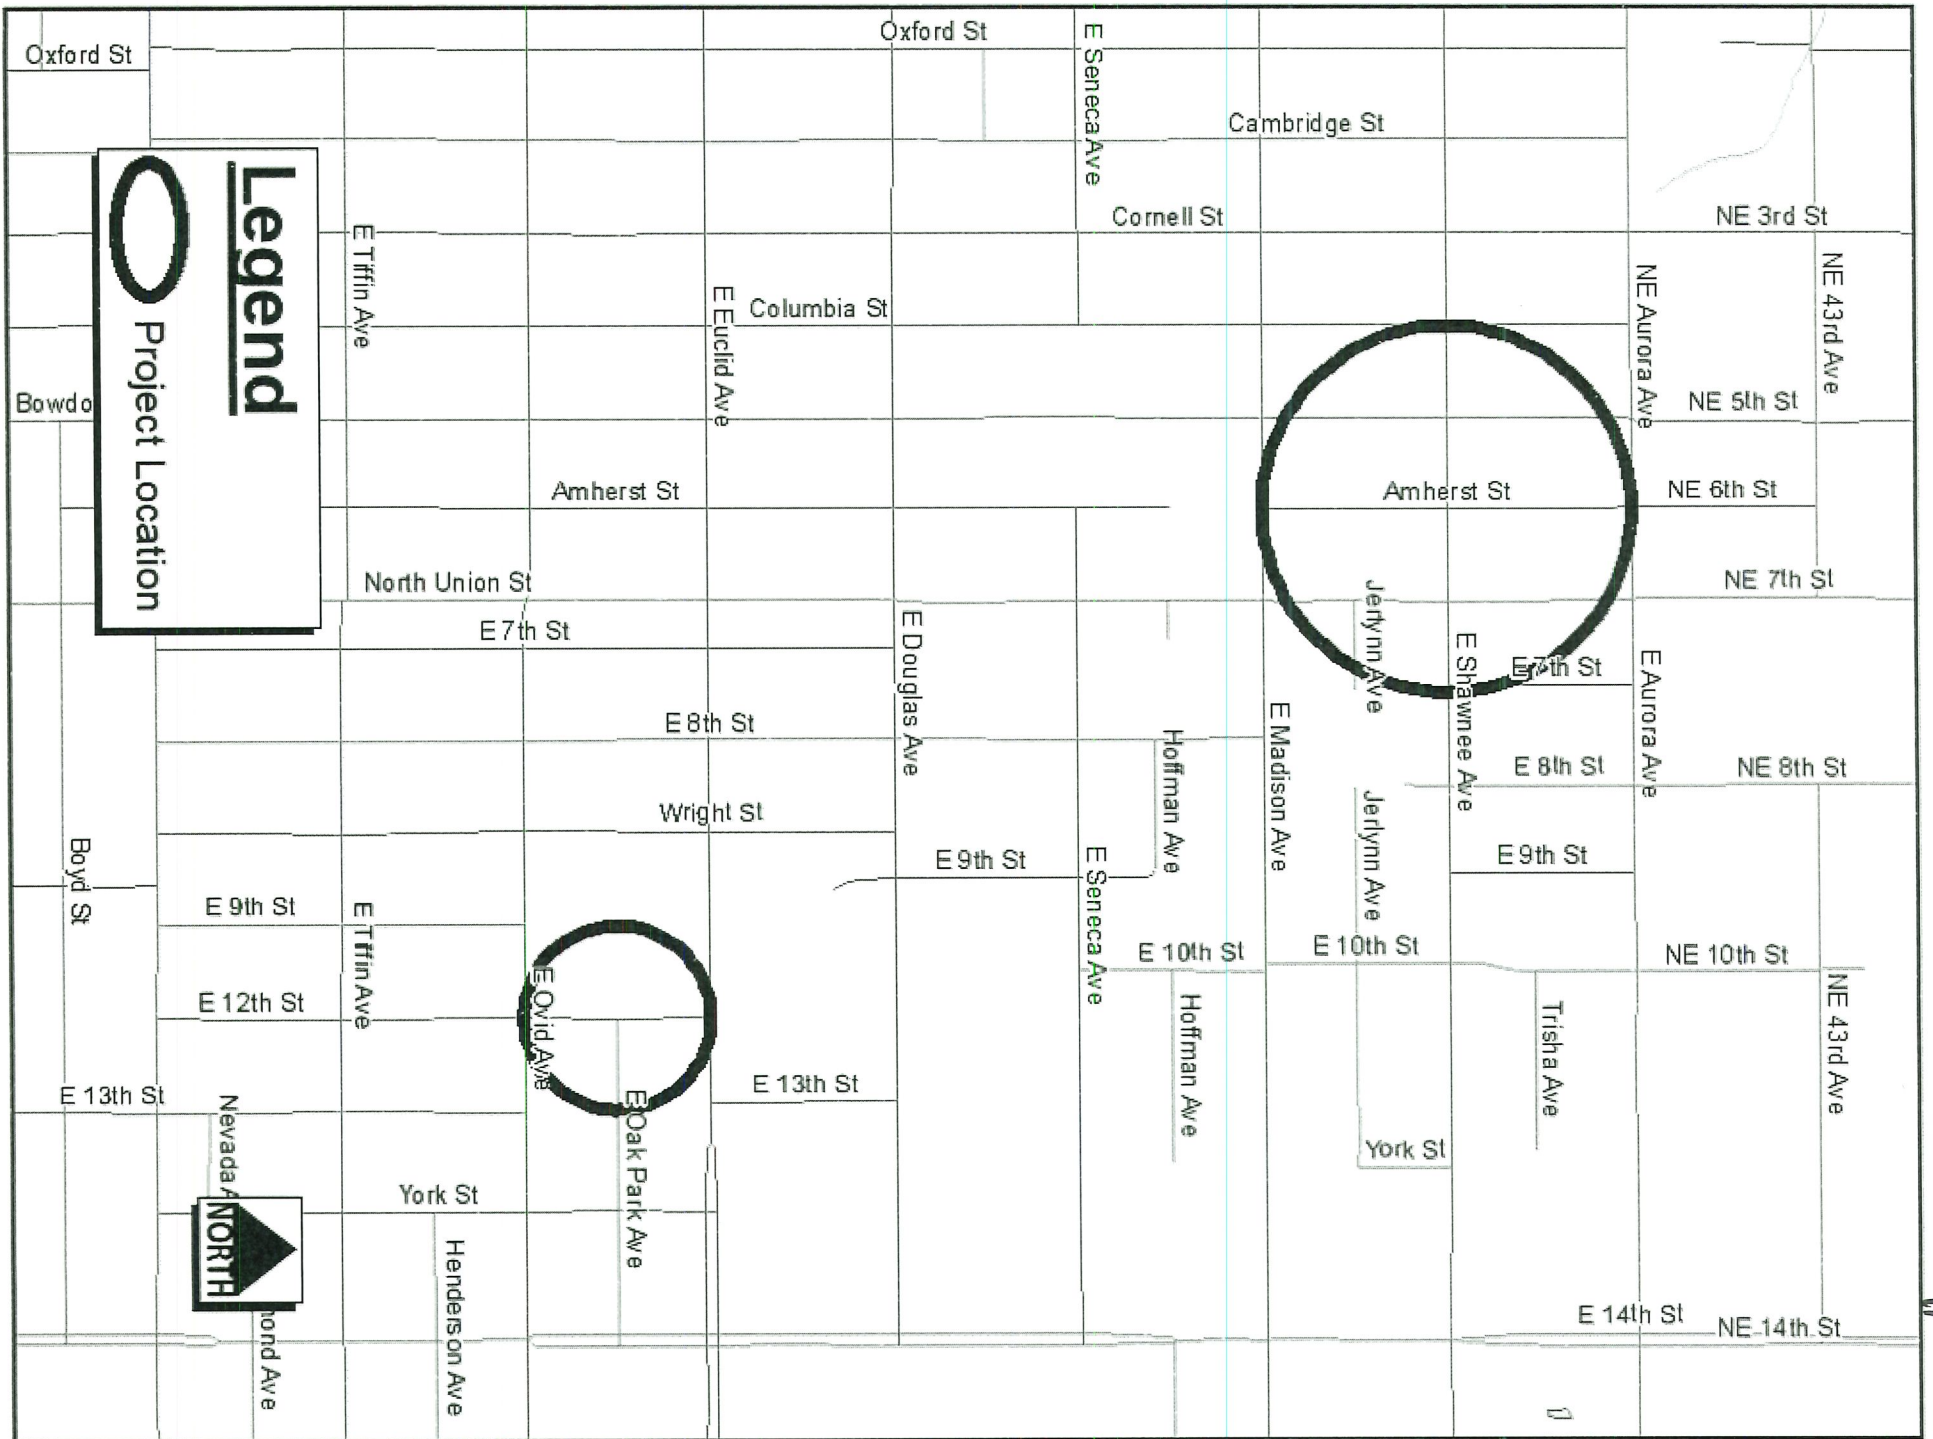 Oxford St
Oxford St
E Seneca Ave
Cambridge St
Cornell St
NE 3rd St
Legend
Project Location
E Tiffin Ave
E Euclid Ave
Columbia St
NE Aurora Ave
NE 43rd Ave
Bowdo
NE 5th St
Amherst St
Amherst St
NE 6th St
North Union St
NE 7th St
E 7th St
E Douglas Ave
Jerlynn Ave
E Shawnee Ave
E 7th St
E Aurora Ave
E 8th St
Hoffman Ave
E Madison Ave
E 8th St
NE 8th St
Wright St
Jerlynn Ave
Boyd St
E 9th St
E Seneca Ave
E 9th St
E 9th St
E Tiffin Ave
E 10th St
E 10th St
NE 10th St
E Ovid Ave
E 12th St
Hoffman Ave
Trisha Ave
NE 43rd Ave
E 13th St
E 13th St
Nevada A
E Oak Park Ave
York St
York St
NORTH
Henderson Ave
mond Ave
E 14th St
NE 14th St